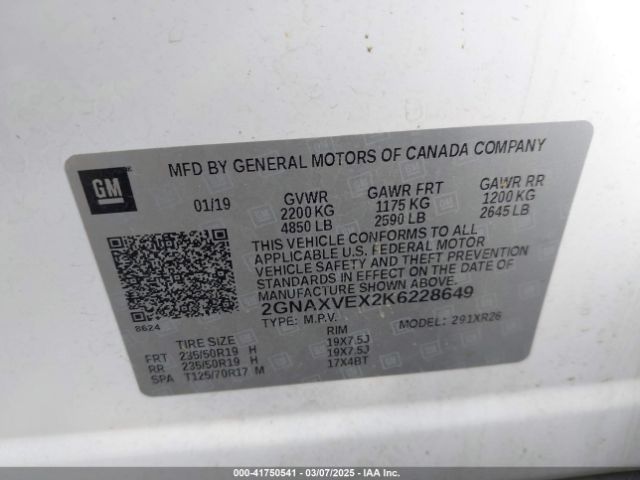 MFD BY GENERAL MOTORS OF CANADA COMPANY
GM
01/19 GVWR GAWR FRT GAWR RR
2200 KG 1175 KG 1200 KG
4850 LB 2590 LB 2645 LB
THIS VEHICLE CONFORMS TO ALL
APPLICABLE U.S. FEDERAL MOTOR
VEHICLE SAFETY AND THEFT PREVENTION
STANDARDS IN EFFECT ON THE DATE OF
MANUFACTURE SHOWN ABOVE.
2GNAXVEX2K6228649
8624
TYPE: M.P.V. MODEL: 291XR26
TIRE SIZE RIM
FRT 235/50R19 H 19X7.5J
RR 235/50R19 H 19X7.5J
SPA T125/70R17 M 17X4BT
000-41750541 - 03/07/2025 - IAA Inc.